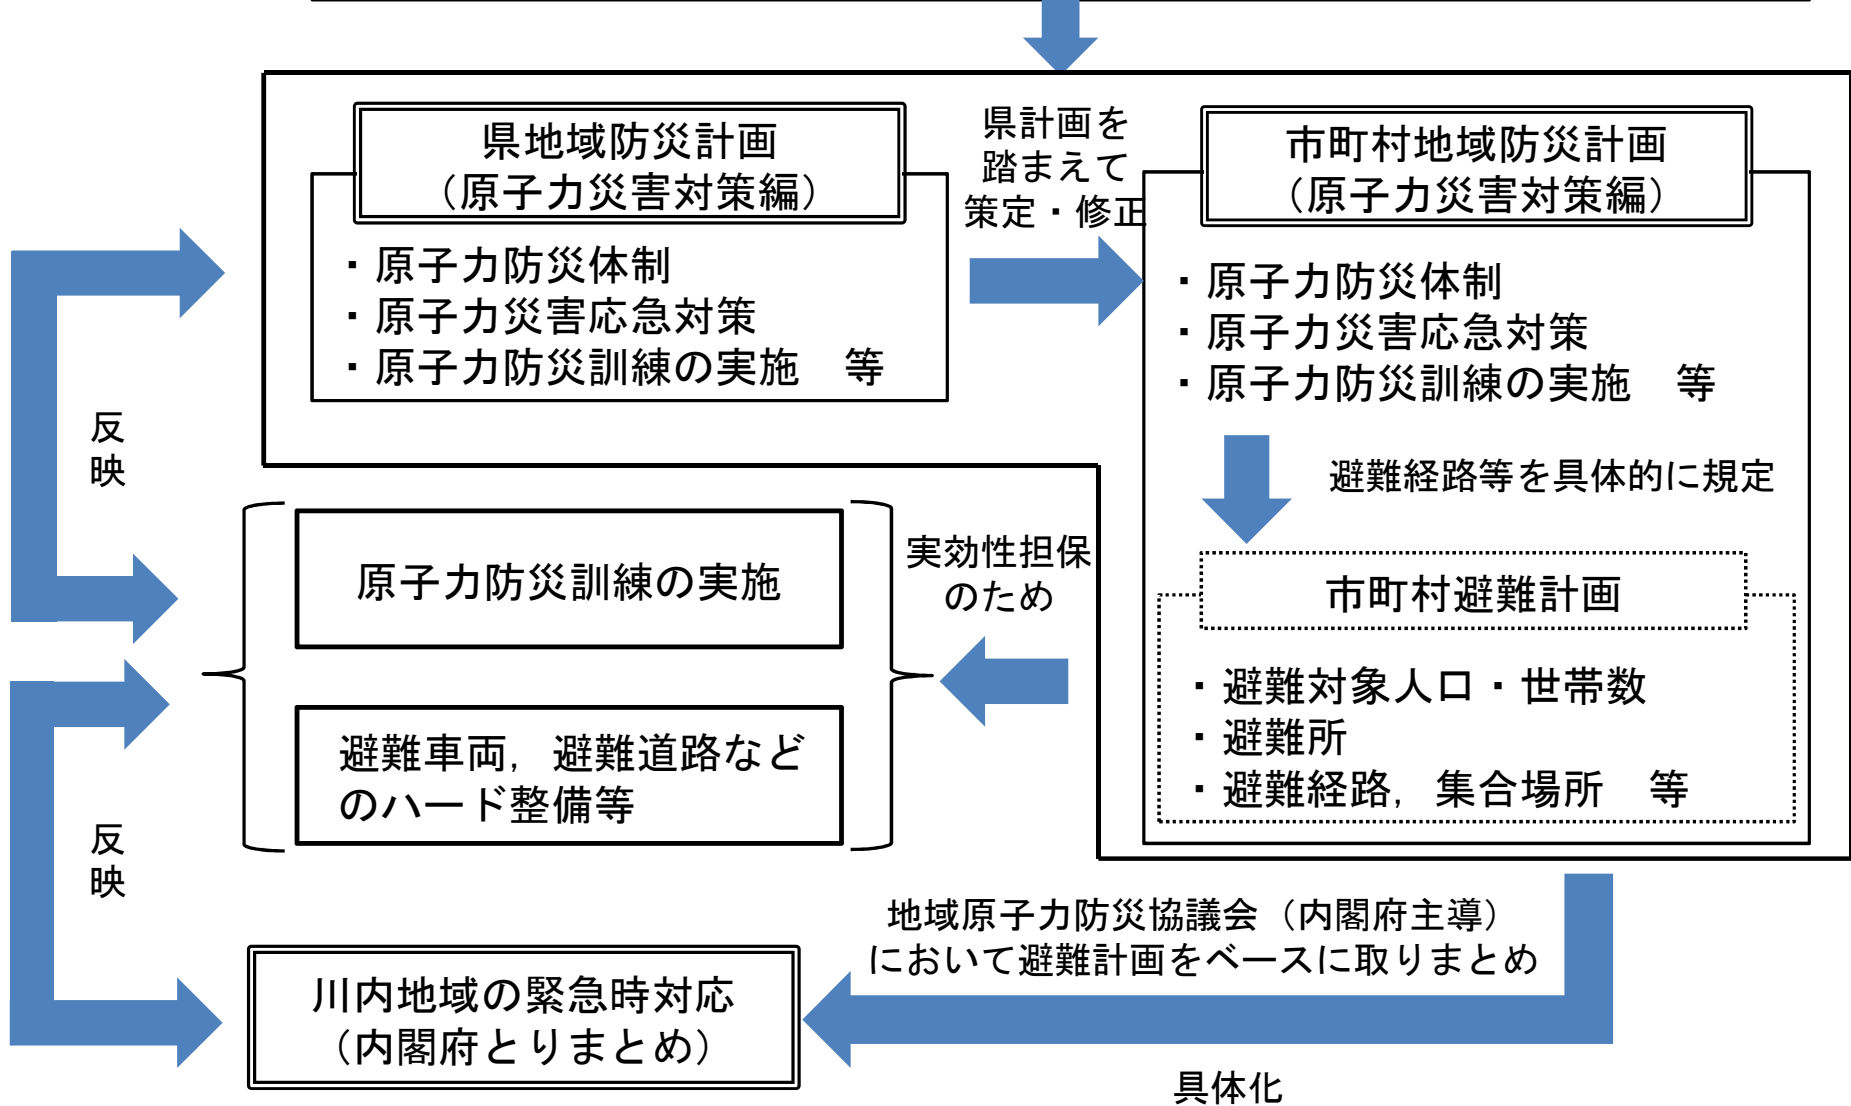 県地域防災計画
（原子力災害対策編）
・原子力防災体制
・原子力災害応急対策
・原子力防災訓練の実施　等
県計画を
踏まえて
策定・修正
市町村地域防災計画
（原子力災害対策編）
・原子力防災体制
・原子力災害応急対策
・原子力防災訓練の実施　等
避難経路等を具体的に規定
市町村避難計画
・避難対象人口・世帯数
・避難所
・避難経路，集合場所　等
実効性担保
のため
原子力防災訓練の実施
避難車両，避難道路など
のハード整備等
反
映
反
映
地域原子力防災協議会（内閣府主導）
において避難計画をベースに取りまとめ
川内地域の緊急時対応
（内閣府とりまとめ）
具体化